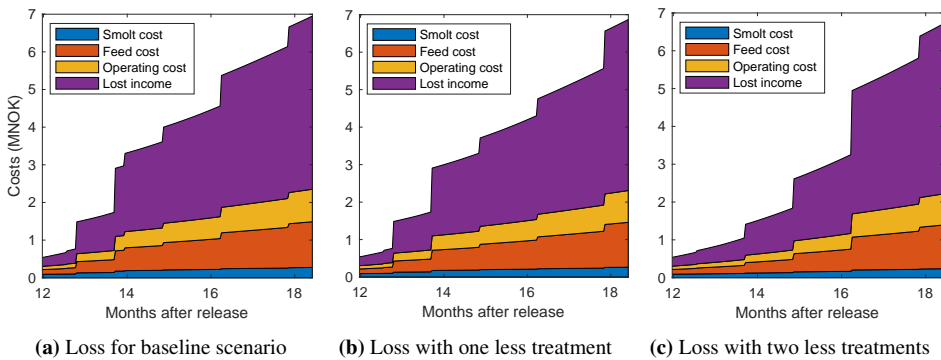 7
6
5
4
3
2
1
0
Costs (MNOK)
Smolt cost
Feed cost
Operating cost
Lost income
12 14 16 18
Months after release
(a) Loss for baseline scenario
7
6
5
4
3
2
1
0
Smolt cost
Feed cost
Operating cost
Lost income
12 14 16 18
Months after release
(b) Loss with one less treatment
7
6
5
4
3
2
1
0
Smolt cost
Feed cost
Operating cost
Lost income
12 14 16 18
Months after release
(c) Loss with two less treatments